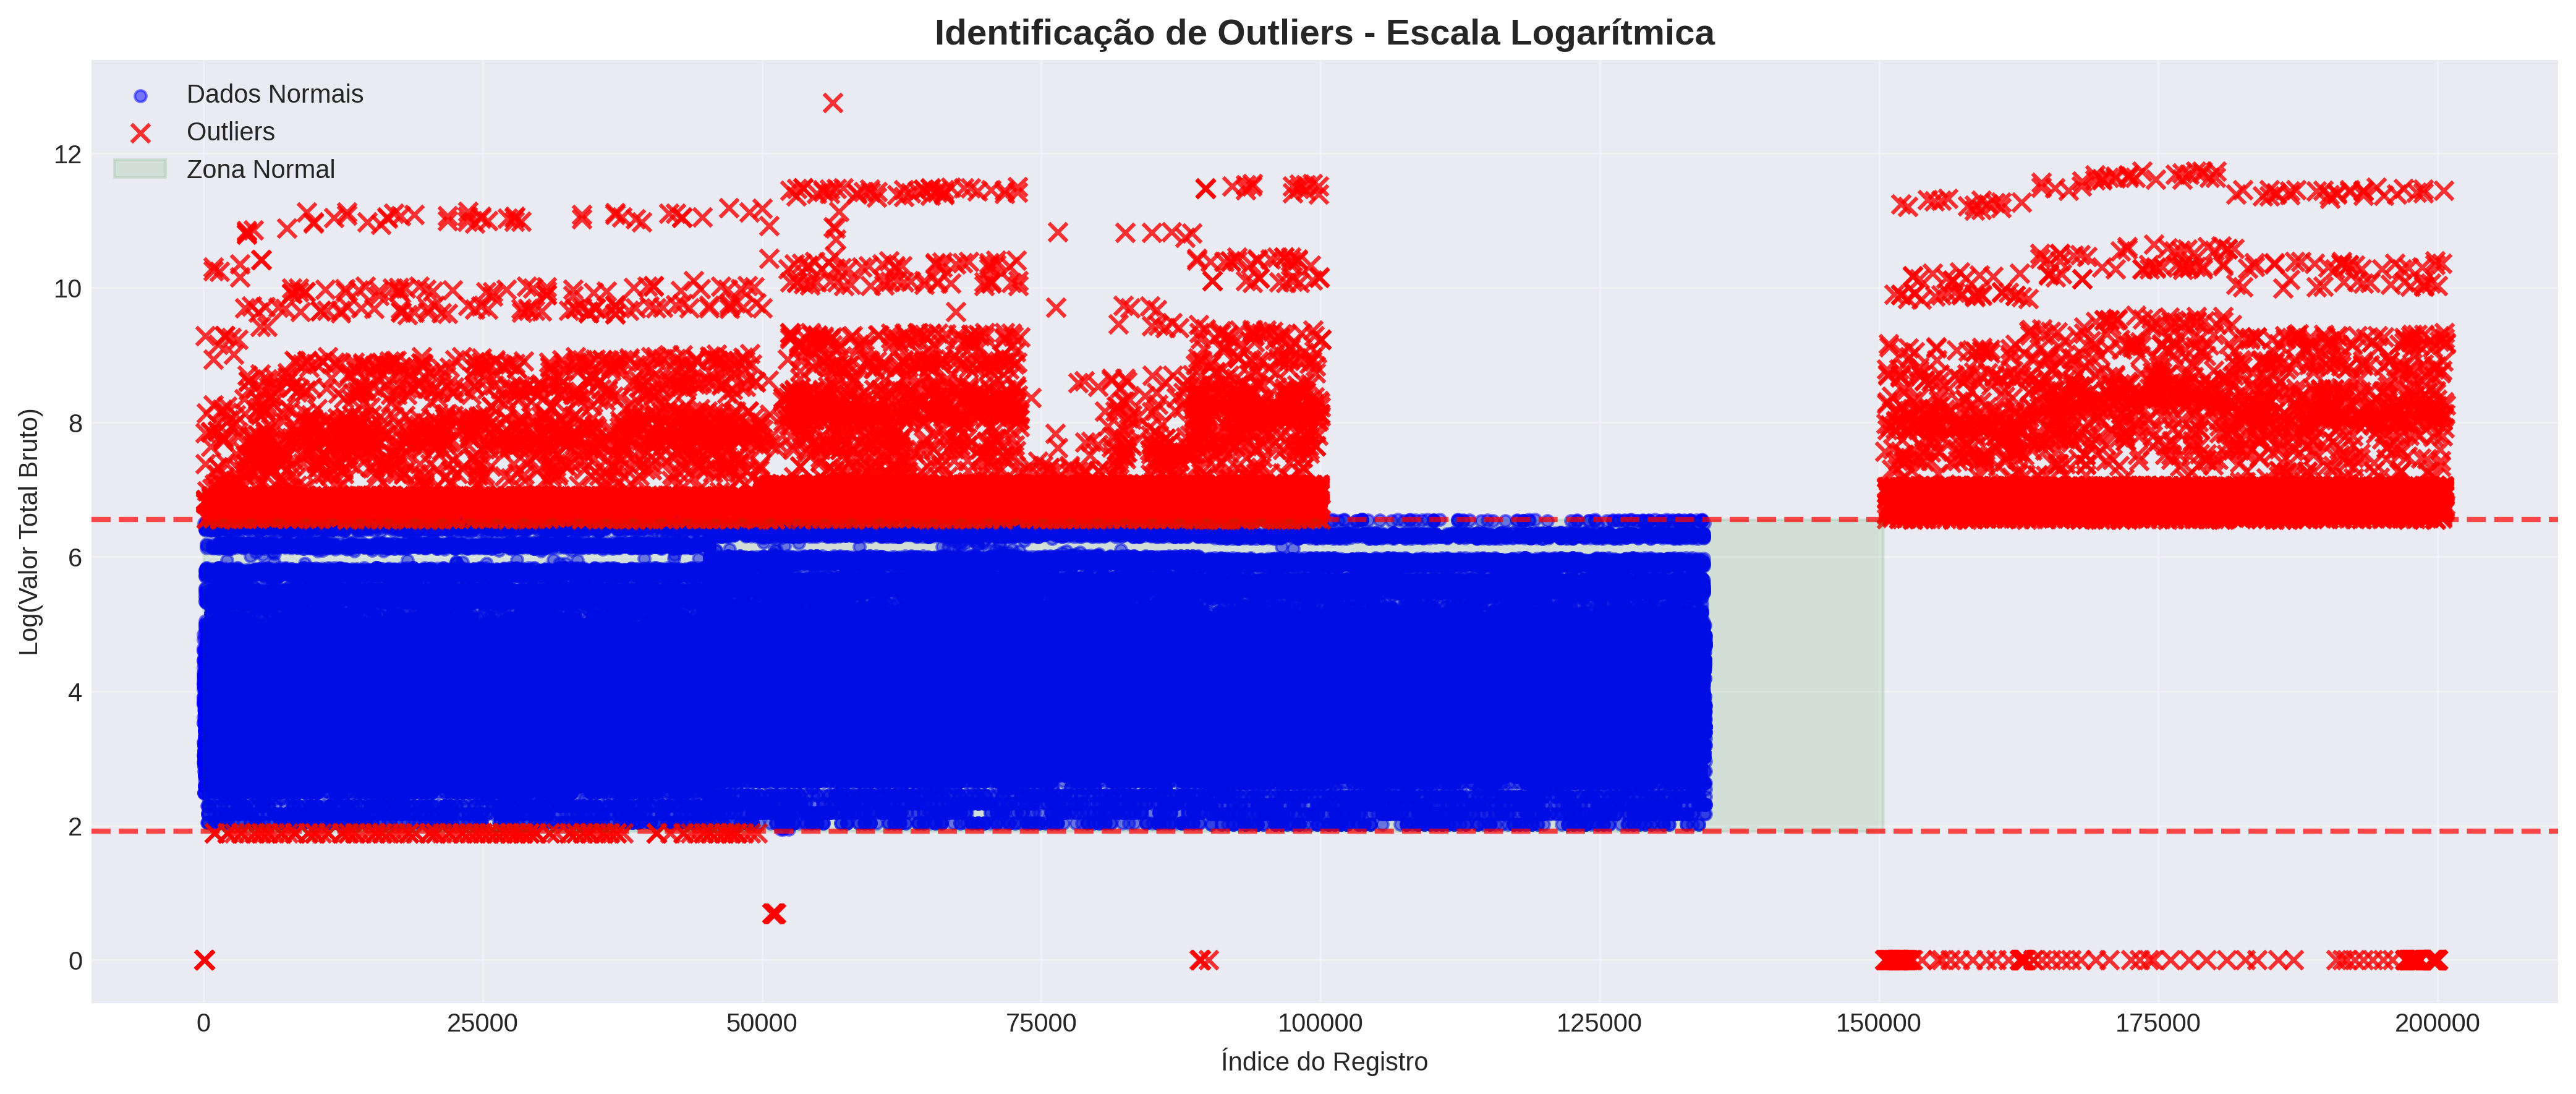 Identificação de Outliers - Escala Logarítmica
Dados Normais
Outliers
Zona Normal
12
10
8
6
4
2
0
Log(Valor Total Bruto)
0 25000 50000 75000 100000 125000 150000 175000 200000
Índice do Registro